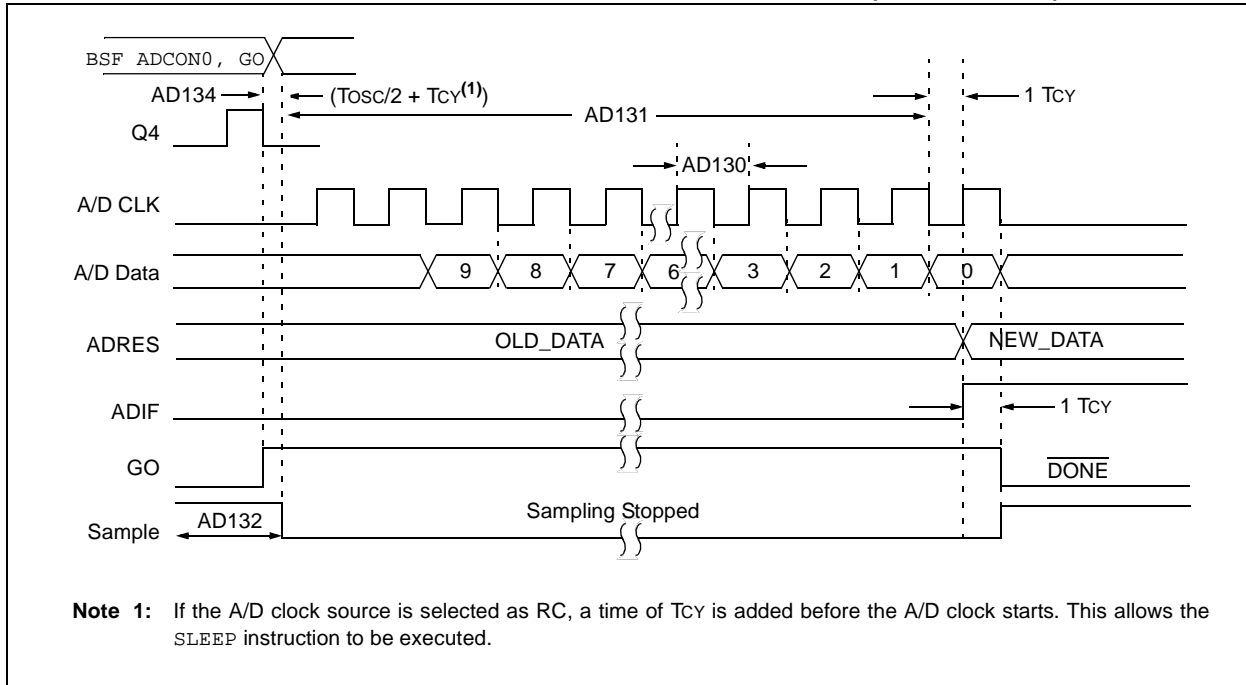 BSF ADCON0, GO
AD134
(TOSC/2 + TCY(1))
1 TCY
AD131
Q4
AD130
A/D CLK
A/D Data
9 8 7 6 3 2 1 0
ADRES
OLD_DATA
NEW_DATA
ADIF
1 TCY
GO
DONE
Sample
AD132
Sampling Stopped
Note 1: If the A/D clock source is selected as RC, a time of TCY is added before the A/D clock starts. This allows the
SLEEP instruction to be executed.